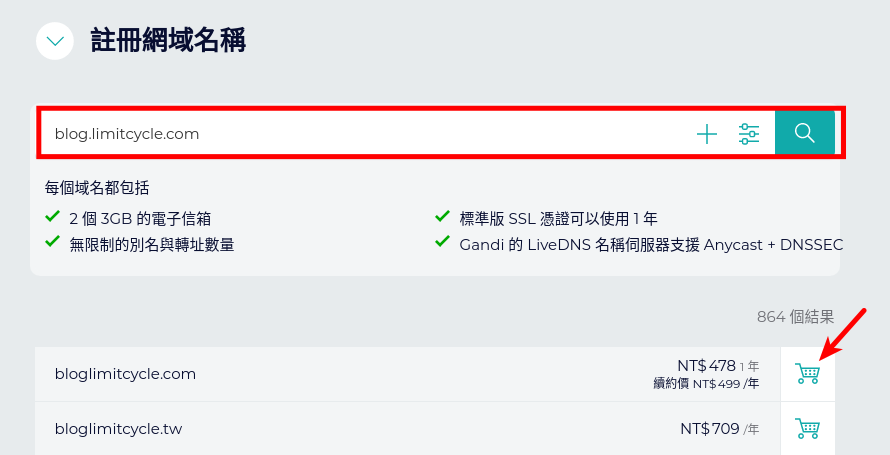 註冊網域名稱
blog.limitcycle.com
每個域名都包括
2 個 3GB 的電子信箱
標準版 SSL 憑證可以使用 1 年
無限制的別名與轉址數量
Gandi 的 LiveDNS 名稱伺服器支援 Anycast + DNSSEC
864 個結果
bloglimitcycle.com
NT$ 478 1 年
續約價 NT$ 499 /年
bloglimitcycle.tw
NT$ 709 /年